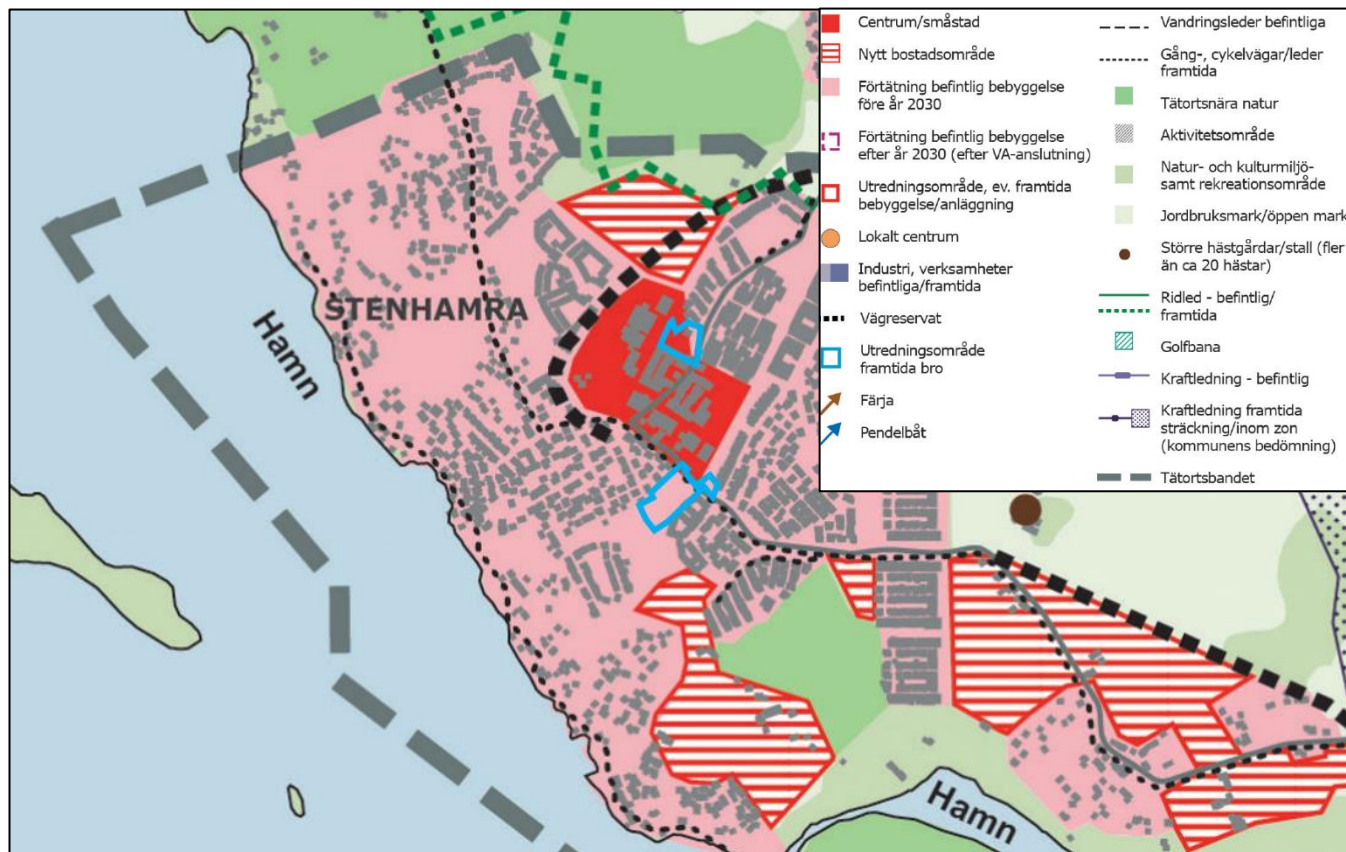 STENHAMRA
Hamn
Hamn
Centrum/småstad
Nytt bostadsområde
Förtätning befintlig bebyggelse
före år 2030
Förtätning befintlig bebyggelse
efter år 2030 (efter VA-anslutning)
Utredningsområde, ev. framtida
bebyggelse/anläggning
Lokalt centrum
Industri, verksamheter
befintliga/framtida
Vägreservat
Utredningsområde
framtida bro
Färja
Pendelbåt
Vandringsleder befintliga
Gång-, cykelvägar/leder
framtida
Tätortsnära natur
Aktivitetsområde
Natur- och kulturmiljö-
samt rekreationsområde
Jordbruksmark/öppen mark
Större hästgårdar/stall (fler
än ca 20 hästar)
Ridled - befintlig/
framtida
Golfbana
Kraftledning - befintlig
Kraftledning framtida
sträckning/inom zon
(kommunens bedömning)
Tätortsbandet